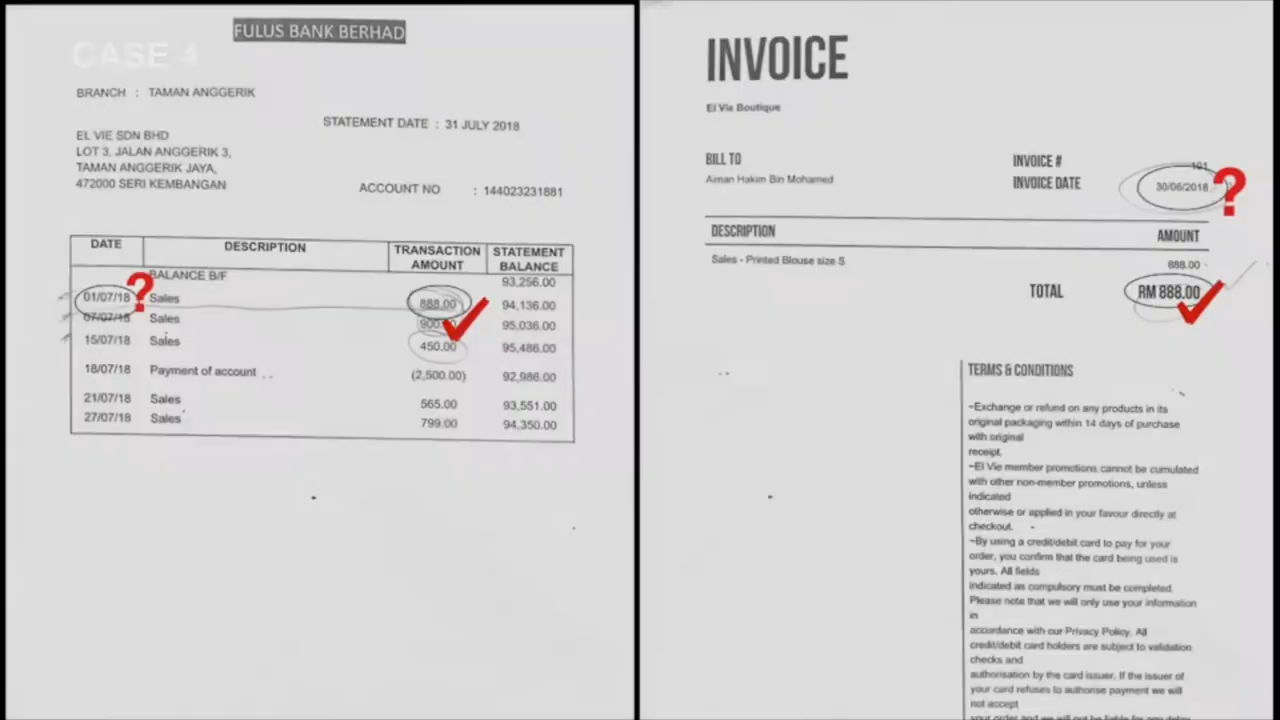 CASE 4
FULUS BANK BERHAD
BRANCH : TAMAN ANGGERIK
STATEMENT DATE : 31 JULY 2018
EL VIE SDN BHD
LOT 3, JALAN ANGGERIK 3,
TAMAN ANGGERIK JAYA,
472000 SERI KEMBANGAN
ACCOUNT NO : 144023231881
DATE DESCRIPTION TRANSACTION AMOUNT STATEMENT BALANCE
BALANCE B/F 93,256.00
01/07/18 Sales 888.00 94,136.00
07/07/18 Sales 900.00 95,036.00
15/07/18 Sales 450.00 95,486.00
18/07/18 Payment of account .. (2,500.00) 92,986.00
21/07/18 Sales 565.00 93,551.00
27/07/18 Sales 799.00 94,350.00
?
INVOICE
El Vie Boutique
BILL TO
Aiman Hakim Bin Mohamed
INVOICE # 101
INVOICE DATE 30/06/2018
?
DESCRIPTION AMOUNT
Sales - Printed Blouse size S 888.00
TOTAL RM 888.00
TERMS & CONDITIONS
~Exchange or refund on any products in its
original packaging within 14 days of purchase
with original
receipt.
~El Vie member promotions cannot be cumulated
with other non-member promotions, unless
indicated
otherwise or applied in your favour directly at
checkout.
~By using a credit/debit card to pay for your
order, you confirm that the card being used is
yours. All fields
indicated as compulsory must be completed.
Please note that we will only use your information
in
accordance with our Privacy Policy. All
credit/debit card holders are subject to validation
checks and
authorisation by the card issuer. If the issuer of
your card refuses to authorise payment we will
not accept
your order and we will not be liable for any delay